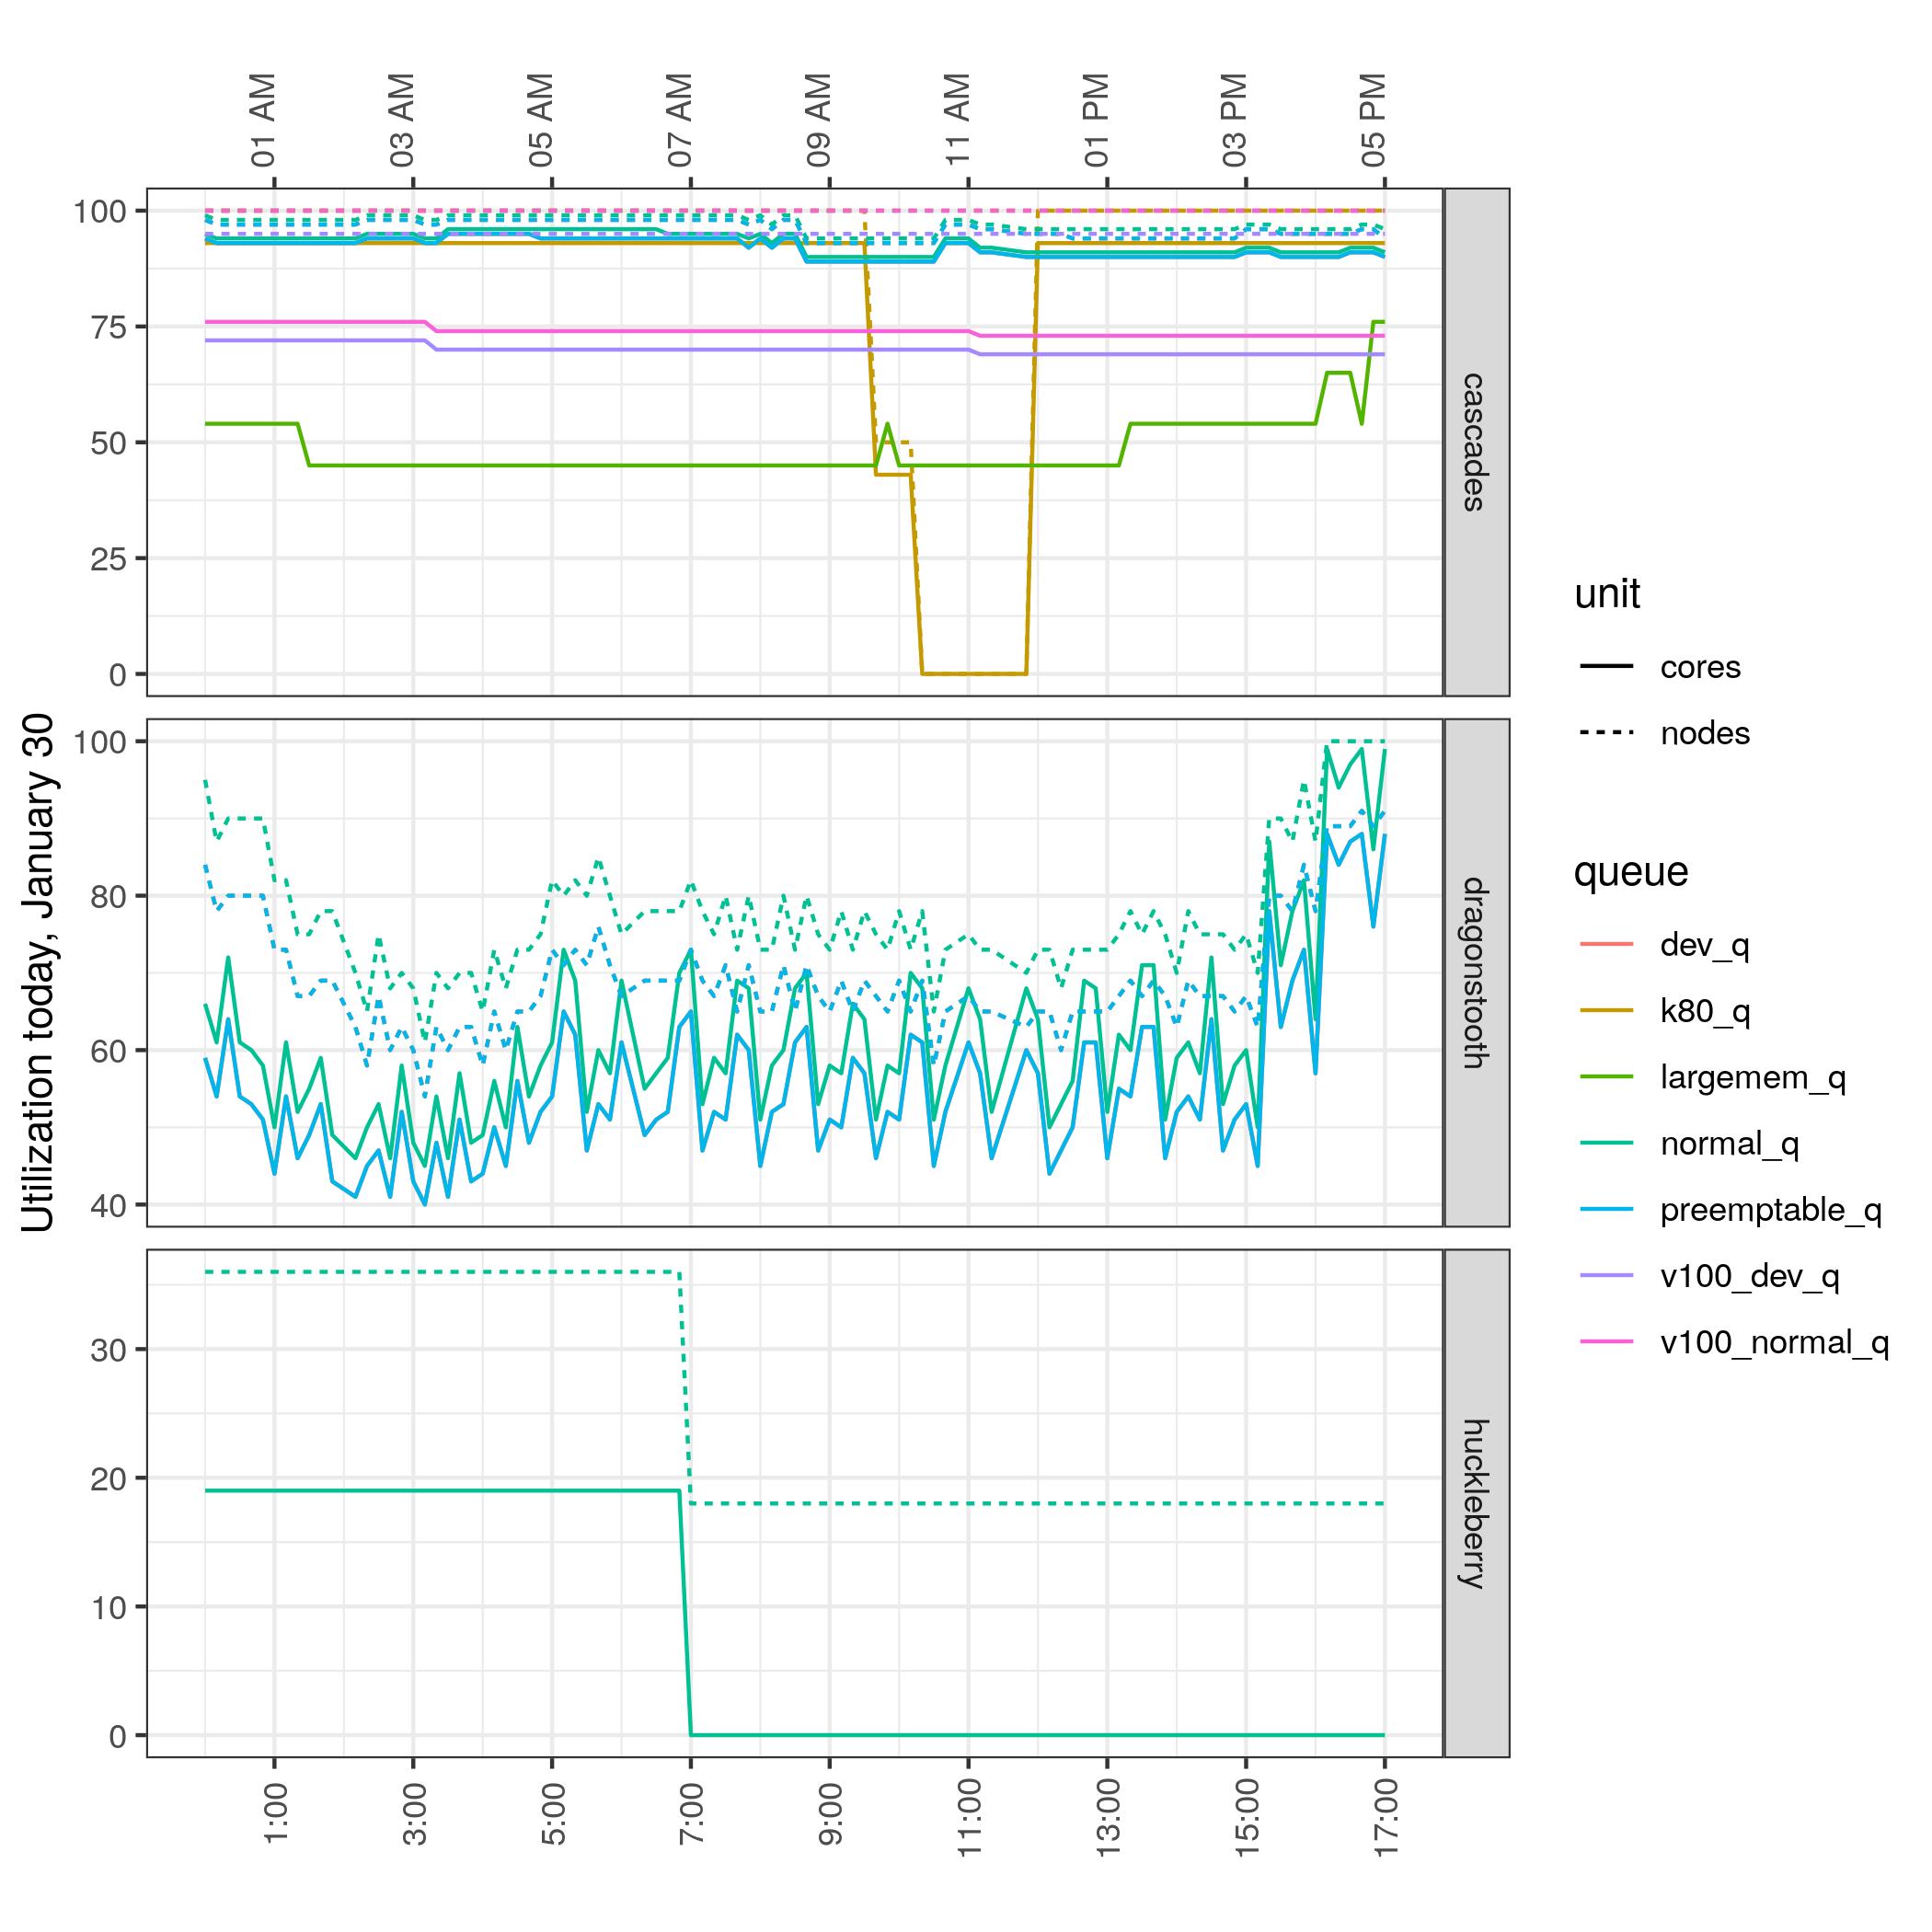 01 AM
03 AM
05 AM
07 AM
09 AM
11 AM
01 PM
03 PM
05 PM
Utilization today, January 30
100
75
50
25
0
cascades
100
80
60
40
dragonstooth
30
20
10
0
huckleberry
1:00
3:00
5:00
7:00
9:00
11:00
13:00
15:00
17:00
unit
cores
nodes
queue
dev_q
k80_q
largemem_q
normal_q
preemptable_q
v100_dev_q
v100_normal_q